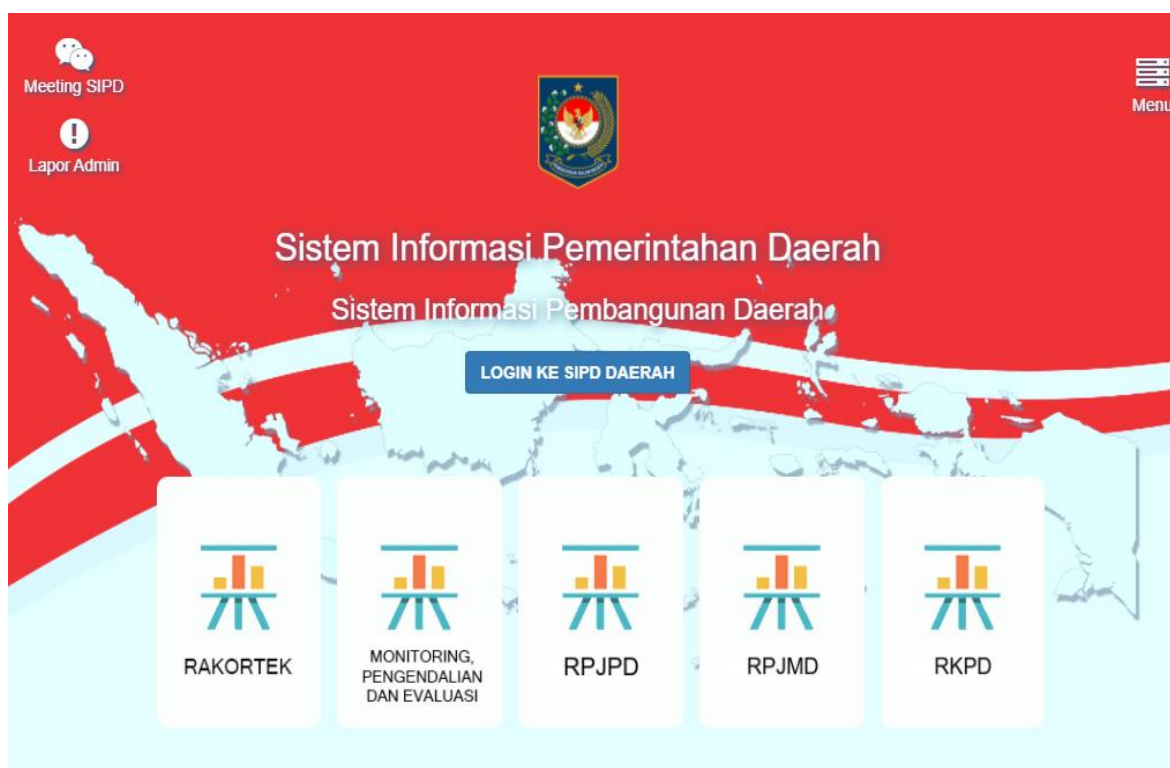 Meeting SIPD
Menu
Lapor Admin
Sistem Informasi Pemerintahan Daerah
Sistem Informasi Pembangunan Daerah
LOGIN KE SIPD DAERAH
RAKORTEK
MONITORING,
PENGENDALIAN
DAN EVALUASI
RPJPD
RPJMD
RKPD